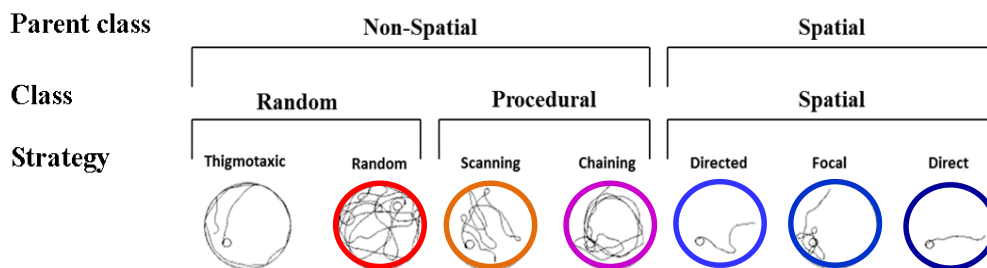 Parent class Non-Spatial Spatial
Class Random Procedural Spatial
Strategy Thigmotaxic Random Scanning Chaining Directed Focal Direct